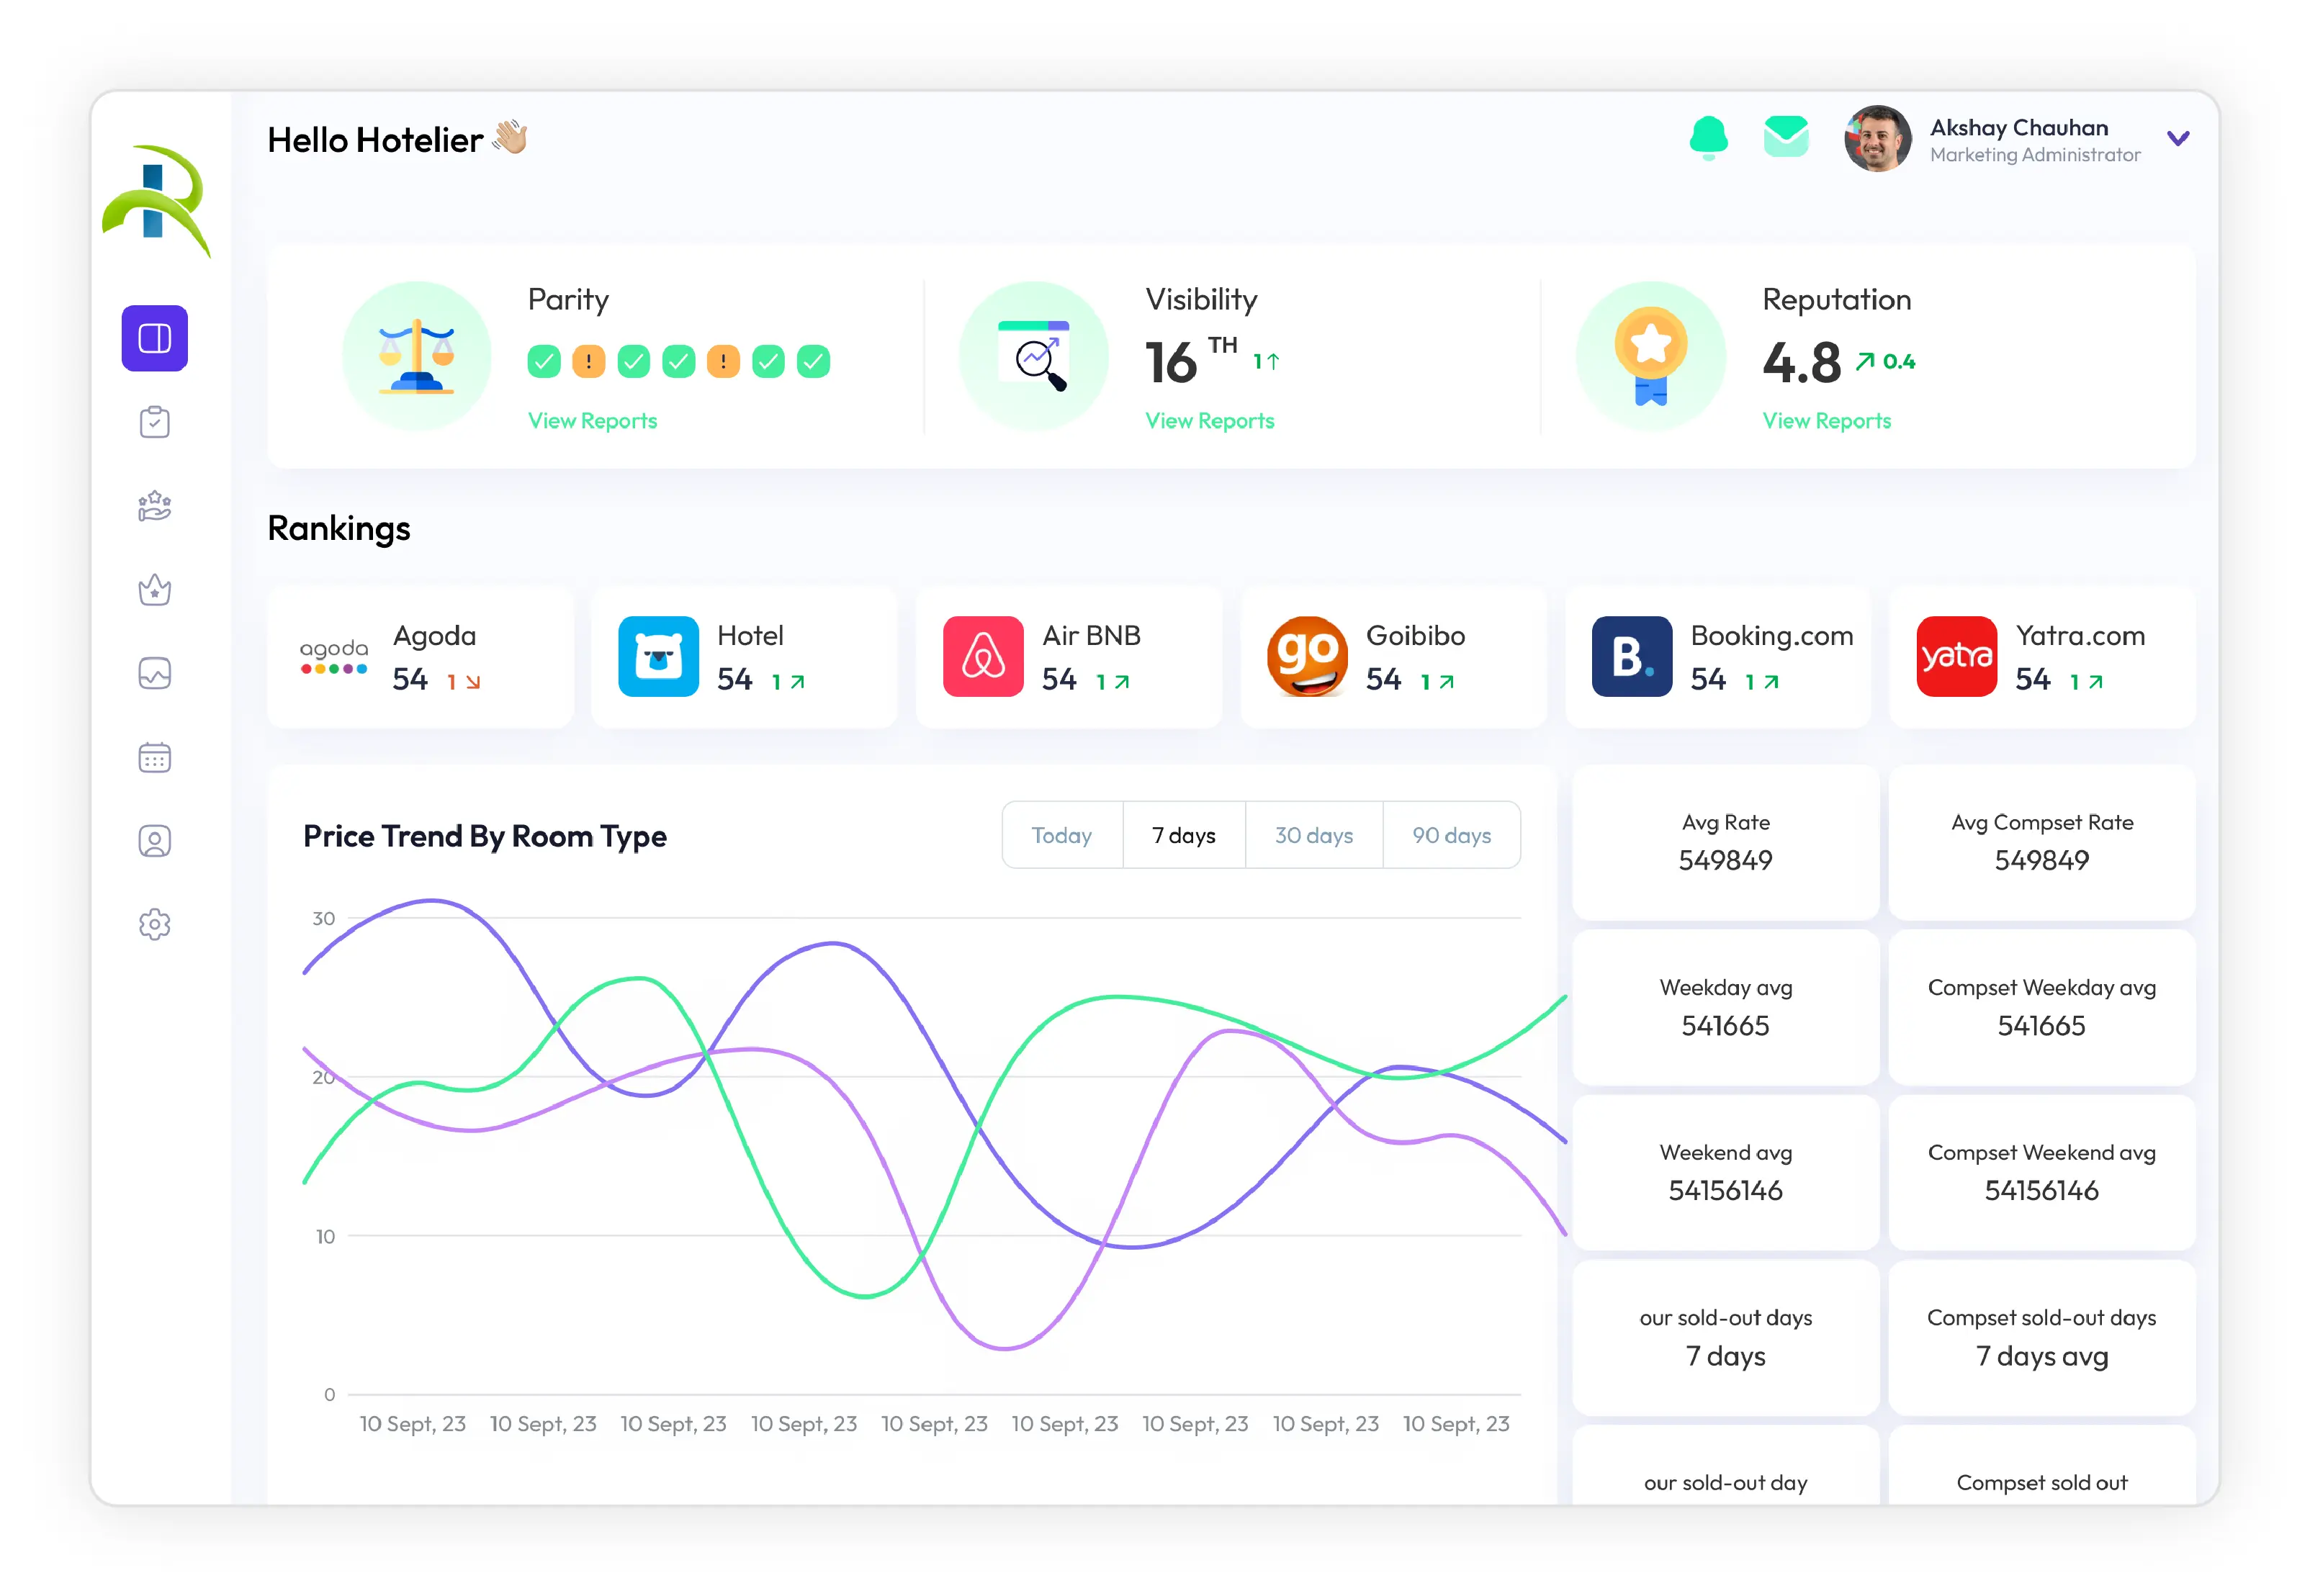 Hello Hotelier
Akshay Chauhan
Marketing Administrator
Parity
View Reports
Visibility
16 TH 1
View Reports
Reputation
4.8 0.4
View Reports
Rankings
agoda
Agoda
54 1
Hotel
54 1
Air BNB
54 1
go
Goibibo
54 1
B.
Booking.com
54 1
yatra
Yatra.com
54 1
Price Trend By Room Type
Today 7 days 30 days 90 days
30
20
10
0
10 Sept, 23 10 Sept, 23 10 Sept, 23 10 Sept, 23 10 Sept, 23 10 Sept, 23 10 Sept, 23 10 Sept, 23 10 Sept, 23
Avg Rate
549849
Avg Compset Rate
549849
Weekday avg
541665
Compset Weekday avg
541665
Weekend avg
54156146
Compset Weekend avg
54156146
our sold-out days
7 days
Compset sold-out days
7 days avg
our sold-out day
Compset sold out